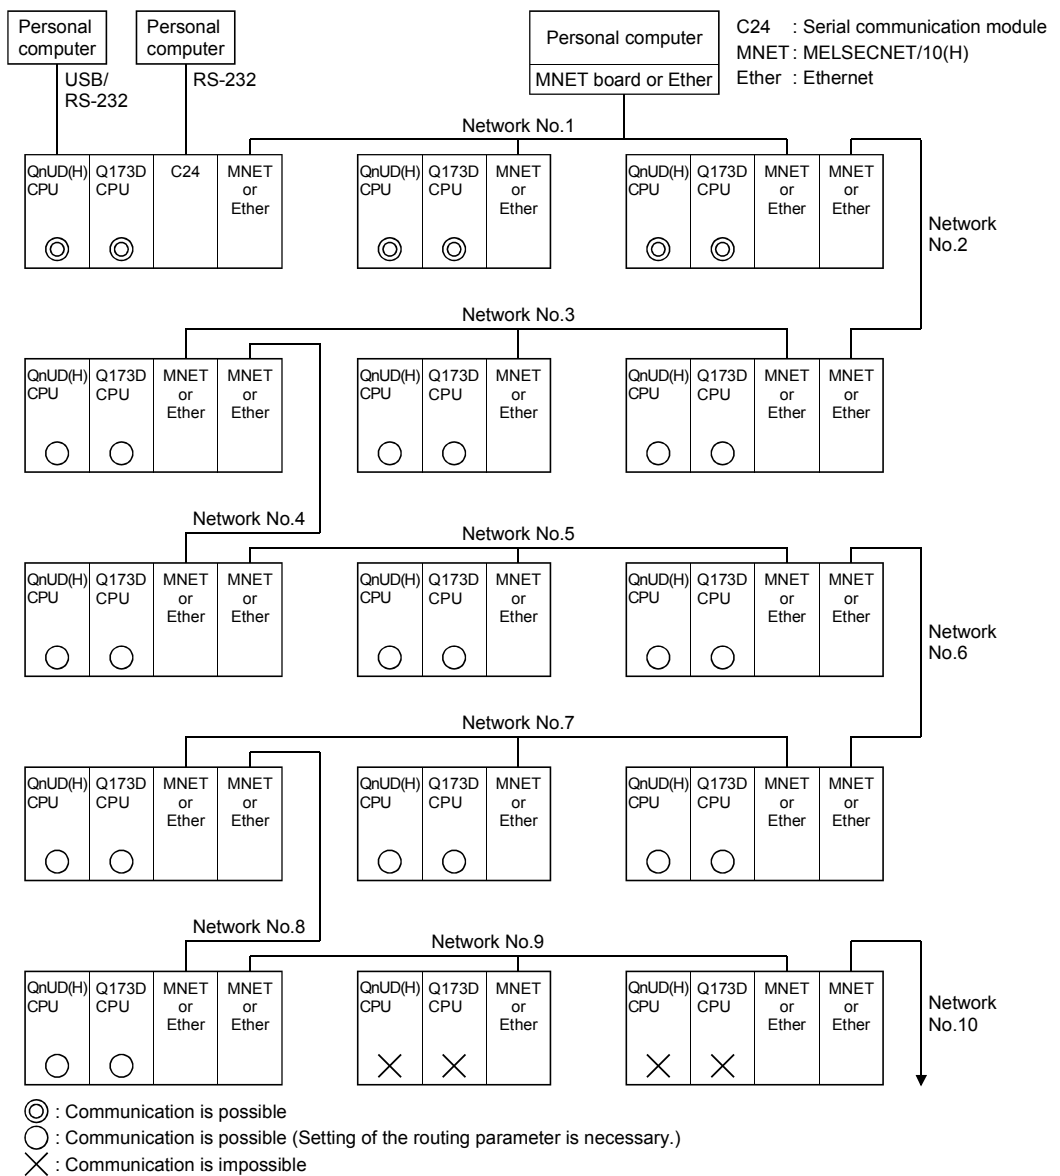 Personal computer
Personal computer
Personal computer
MNET board or Ether
C24 : Serial communication module
MNET : MELSECNET/10(H)
Ether : Ethernet
USB/
RS-232
RS-232
Network No.1
QnUD(H) CPU
Q173D CPU
C24
MNET or Ether
QnUD(H) CPU
Q173D CPU
MNET or Ether
QnUD(H) CPU
Q173D CPU
MNET or Ether
MNET or Ether
Network No.2
Network No.3
QnUD(H) CPU
Q173D CPU
MNET or Ether
MNET or Ether
QnUD(H) CPU
Q173D CPU
MNET or Ether
QnUD(H) CPU
Q173D CPU
MNET or Ether
MNET or Ether
Network No.4
Network No.5
QnUD(H) CPU
Q173D CPU
MNET or Ether
MNET or Ether
QnUD(H) CPU
Q173D CPU
MNET or Ether
QnUD(H) CPU
Q173D CPU
MNET or Ether
MNET or Ether
Network No.6
Network No.7
QnUD(H) CPU
Q173D CPU
MNET or Ether
MNET or Ether
QnUD(H) CPU
Q173D CPU
MNET or Ether
QnUD(H) CPU
Q173D CPU
MNET or Ether
MNET or Ether
Network No.8
Network No.9
QnUD(H) CPU
Q173D CPU
MNET or Ether
MNET or Ether
QnUD(H) CPU
Q173D CPU
MNET or Ether
QnUD(H) CPU
Q173D CPU
MNET or Ether
MNET or Ether
Network No.10
: Communication is possible
: Communication is possible (Setting of the routing parameter is necessary.)
: Communication is impossible